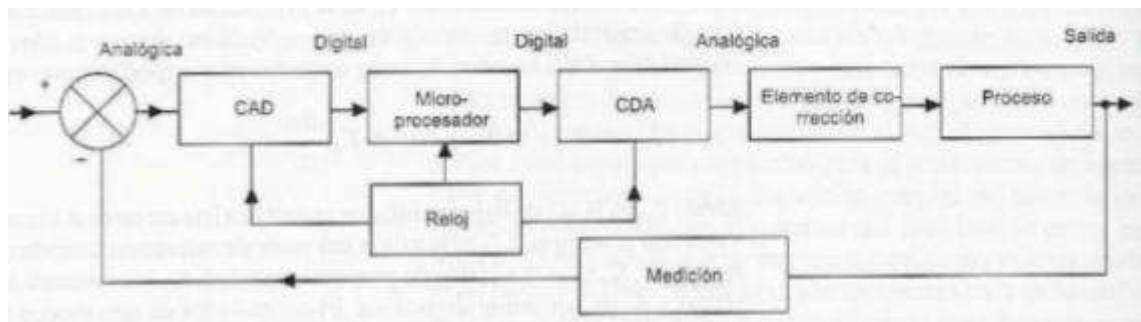 Analógica
Digital
Digital
Analógica
Salida
+
CAD
Micro-
procesador
CDA
Elemento de co-
rrección
Proceso
−
Reloj
Medición